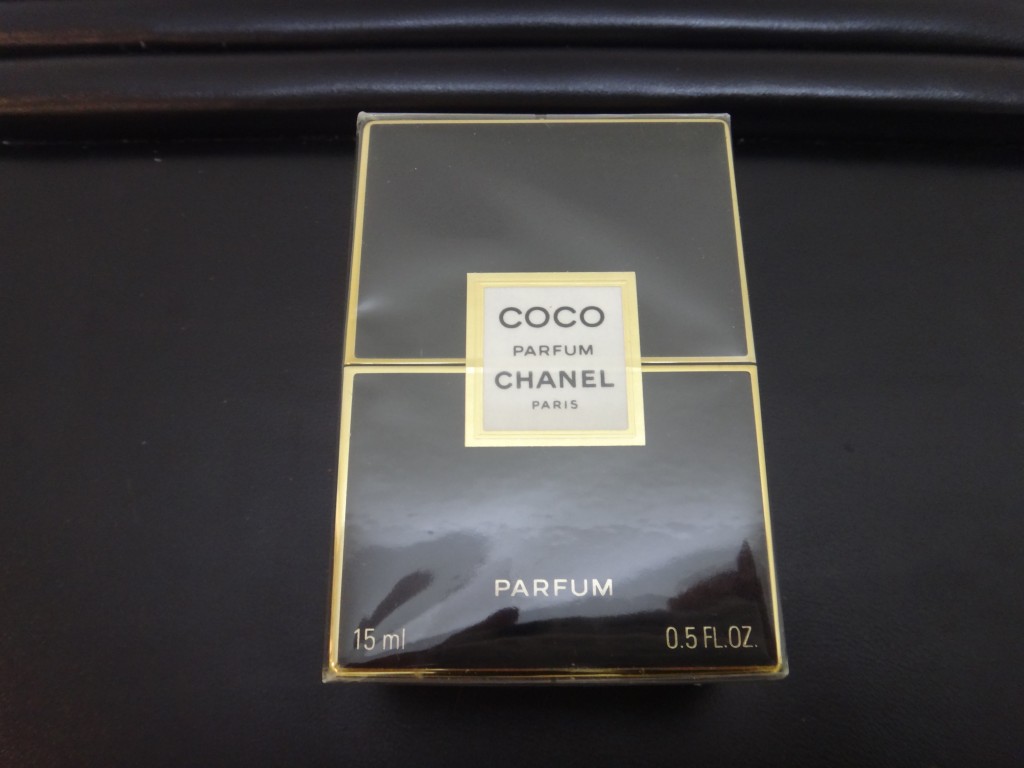 COCO
PARFUM
CHANEL
PARIS
PARFUM
15 ml 0.5 FL.OZ.